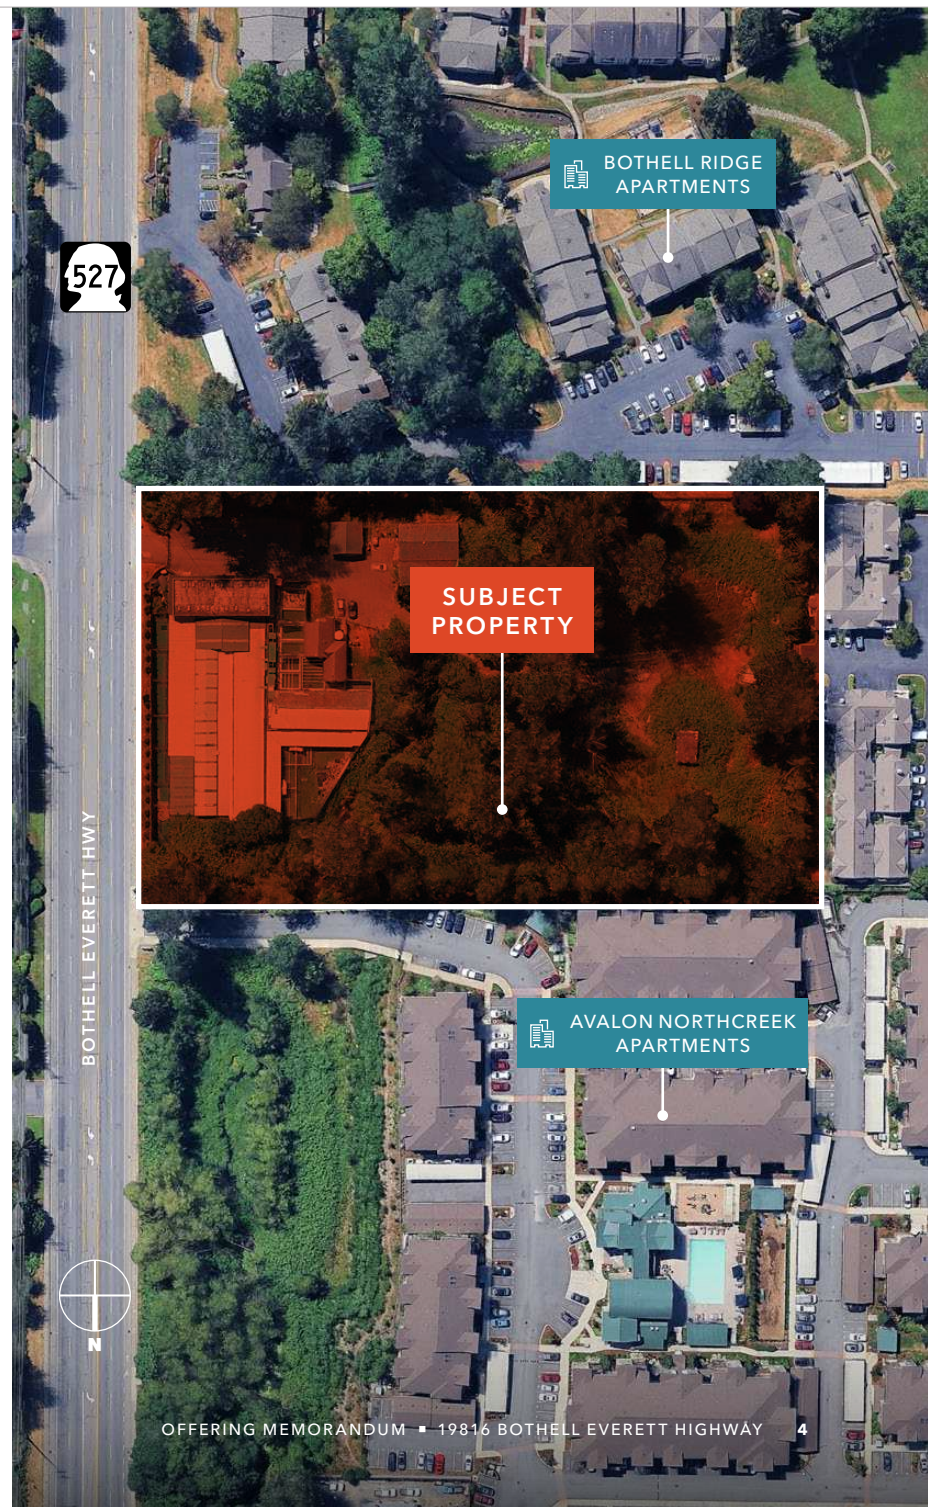 BOTHELL RIDGE
APARTMENTS
527
SUBJECT
PROPERTY
BOTHELL EVERETT HWY
AVALON NORTHCREEK
APARTMENTS
N
OFFERING MEMORANDUM ▪ 19816 BOTHELL EVERETT HIGHWAY 4